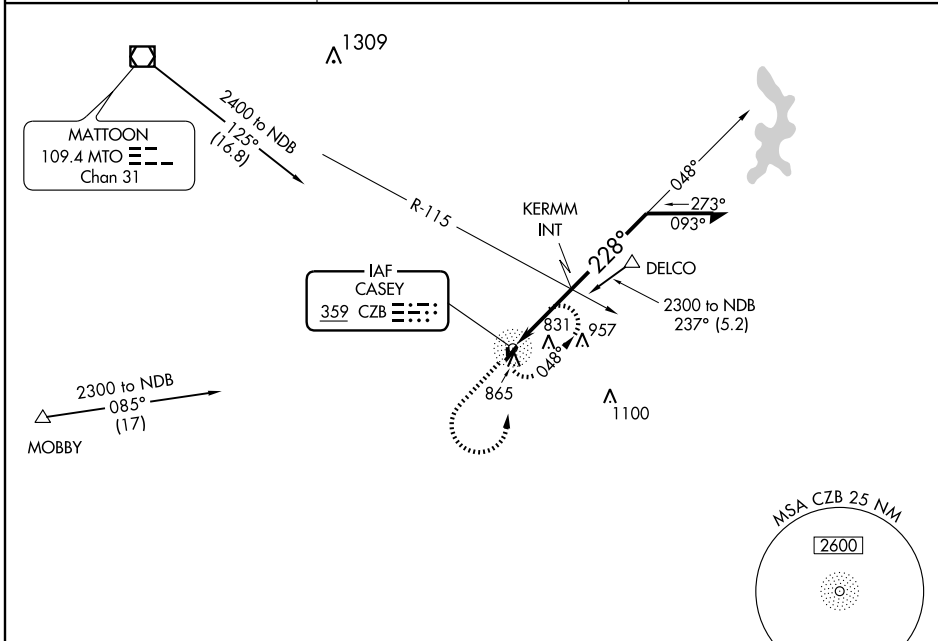 1309
2400 to NDB
125°
(16.8)
MATTOON
109.4 MTO
Chan 31
R-115
048°
273°
093°
KERMM
INT
228°
DELCO
IAF
CASEY
359 CZB
2300 to NDB
237° (5.2)
831
957
048°
865
1100
2300 to NDB
085°
(17)
MOBBY
MSA CZB 25 NM
2600